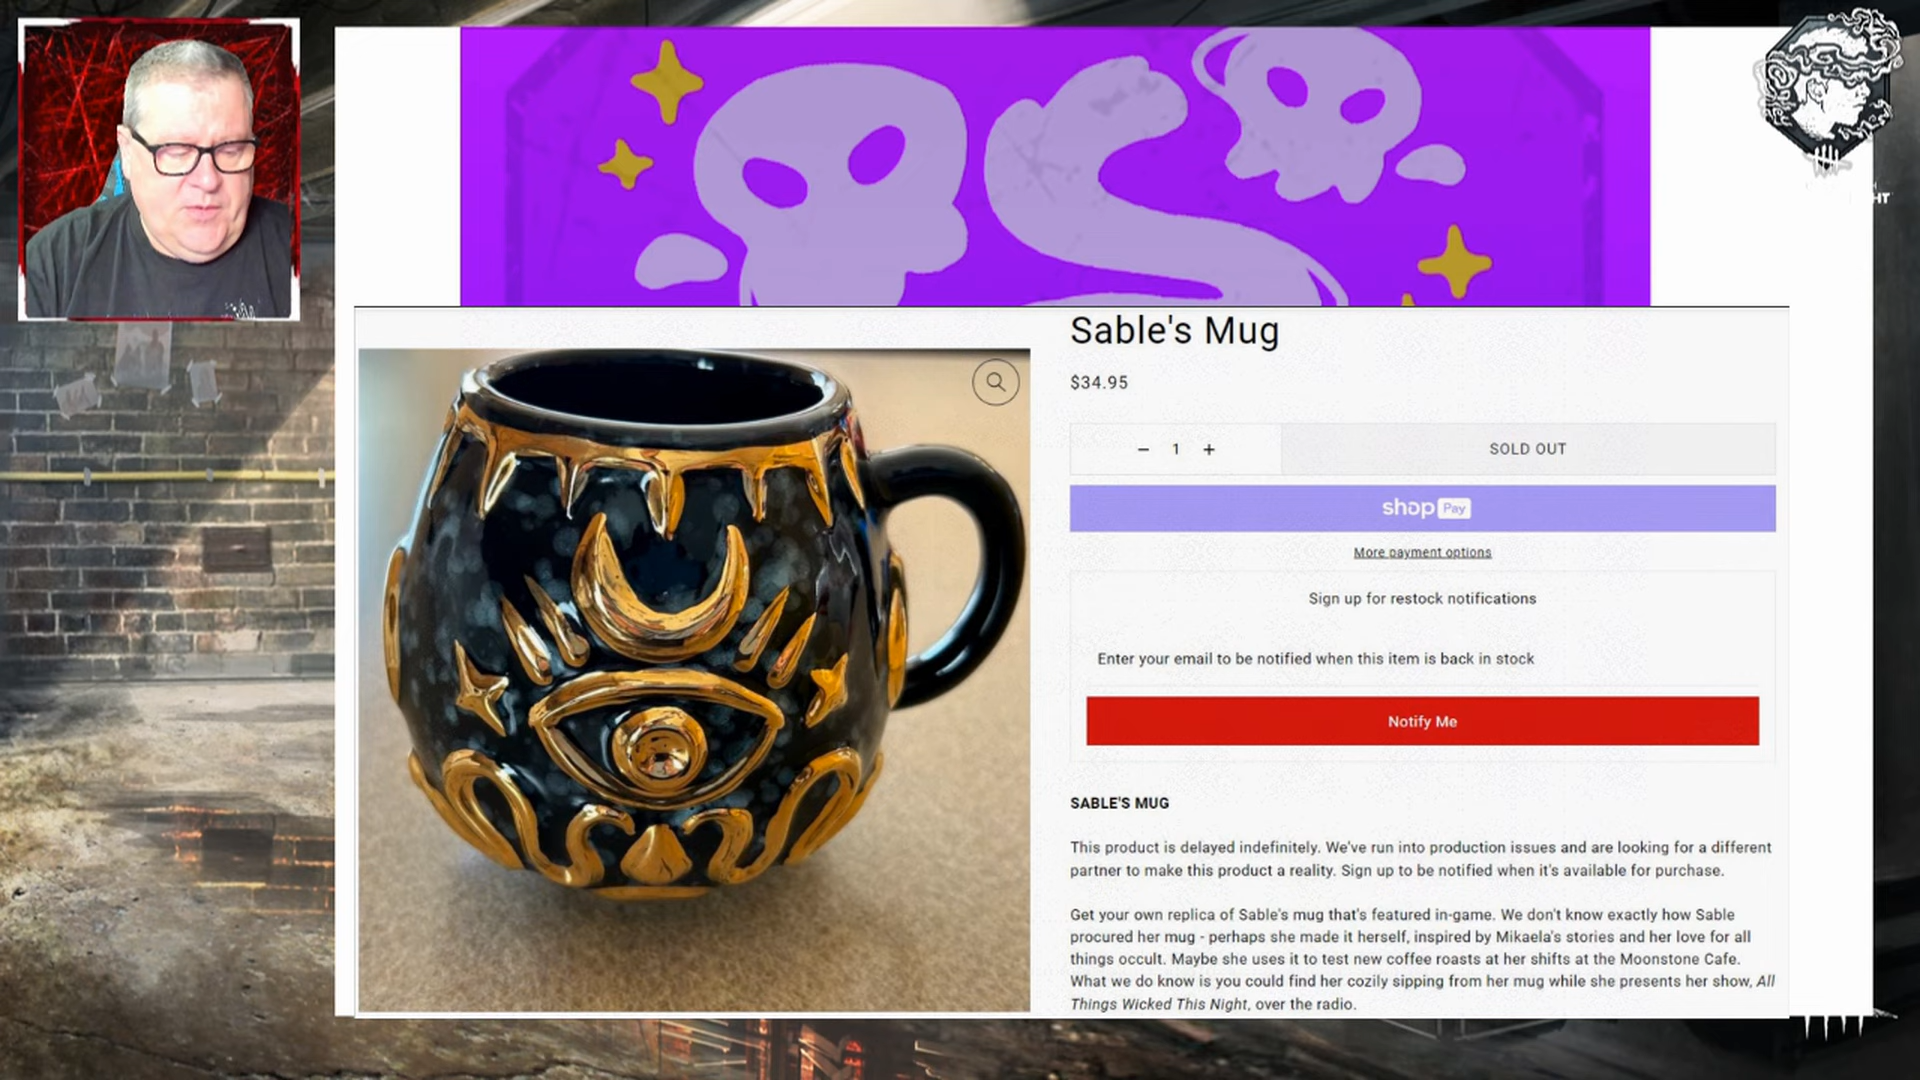 HT
Sable's Mug
$34.95
− 1 + SOLD OUT
shop Pay
More payment options
Sign up for restock notifications
Enter your email to be notified when this item is back in stock
Notify Me
SABLE'S MUG
This product is delayed indefinitely. We've run into production issues and are looking for a different
partner to make this product a reality. Sign up to be notified when it's available for purchase.
Get your own replica of Sable's mug that's featured in-game. We don't know exactly how Sable
procured her mug - perhaps she made it herself, inspired by Mikaela's stories and her love for all
things occult. Maybe she uses it to test new coffee roasts at her shifts at the Moonstone Cafe.
What we do know is you could find her cozily sipping from her mug while she presents her show, All
Things Wicked This Night, over the radio.